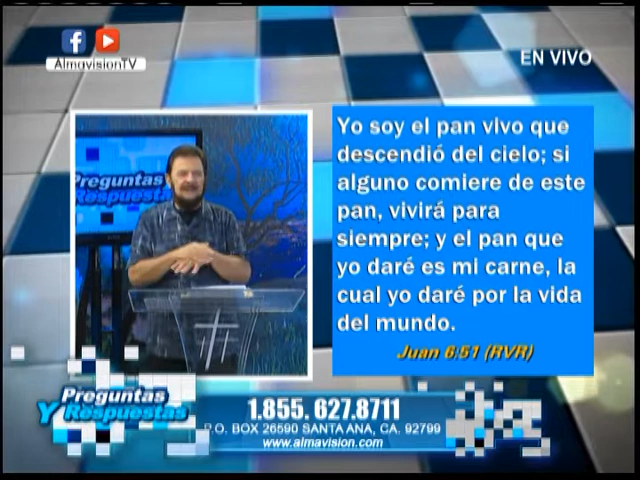 AlmavisionTV
EN VIVO
Preguntas
Respuestas
Yo soy el pan vivo que
descendió del cielo; si
alguno comiere de este
pan, vivirá para
siempre; y el pan que
yo daré es mi carne, la
cual yo daré por la vida
del mundo.
Juan 6:51 (RVR)
Preguntas
Y Respuestas
1.855. 627.8711
P.O. BOX 26590 SANTA ANA, CA. 92799
www.almavision.com